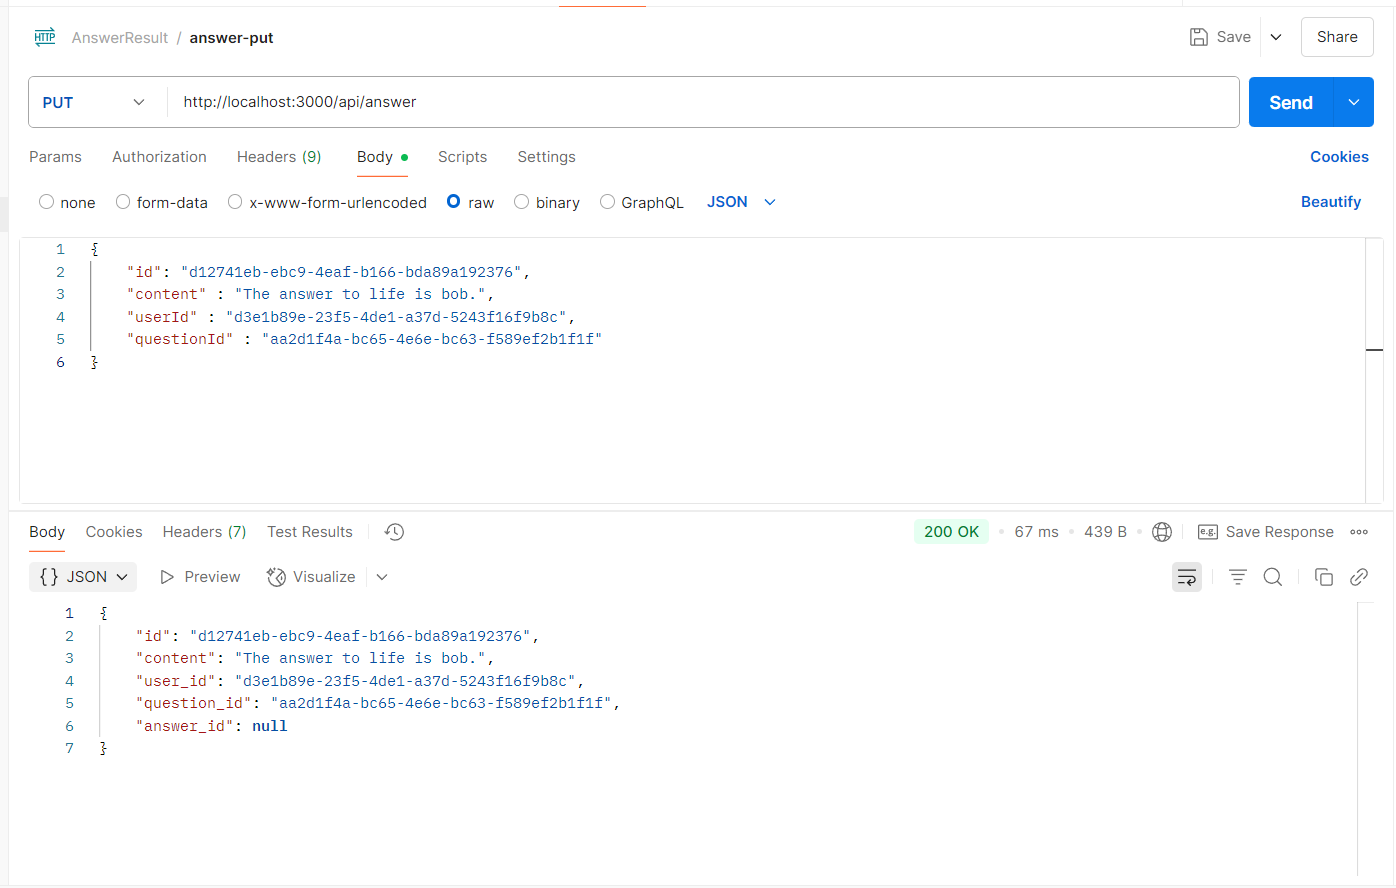 HTTP AnswerResult / answer-put Save Share
PUT http://localhost:3000/api/answer Send
Params Authorization Headers (9) Body Scripts Settings Cookies
none form-data x-www-form-urlencoded raw binary GraphQL JSON Beautify
1 {
2 "id": "d12741eb-ebc9-4eaf-b166-bda89a192376",
3 "content" : "The answer to life is bob.",
4 "userId" : "d3e1b89e-23f5-4de1-a37d-5243f16f9b8c",
5 "questionId" : "aa2d1f4a-bc65-4e6e-bc63-f589ef2b1f1f"
6 }
Body Cookies Headers (7) Test Results 200 OK • 67 ms • 439 B • e.g. Save Response
{} JSON Preview Visualize
1 {
2 "id": "d12741eb-ebc9-4eaf-b166-bda89a192376",
3 "content": "The answer to life is bob.",
4 "user_id": "d3e1b89e-23f5-4de1-a37d-5243f16f9b8c",
5 "question_id": "aa2d1f4a-bc65-4e6e-bc63-f589ef2b1f1f",
6 "answer_id": null
7 }